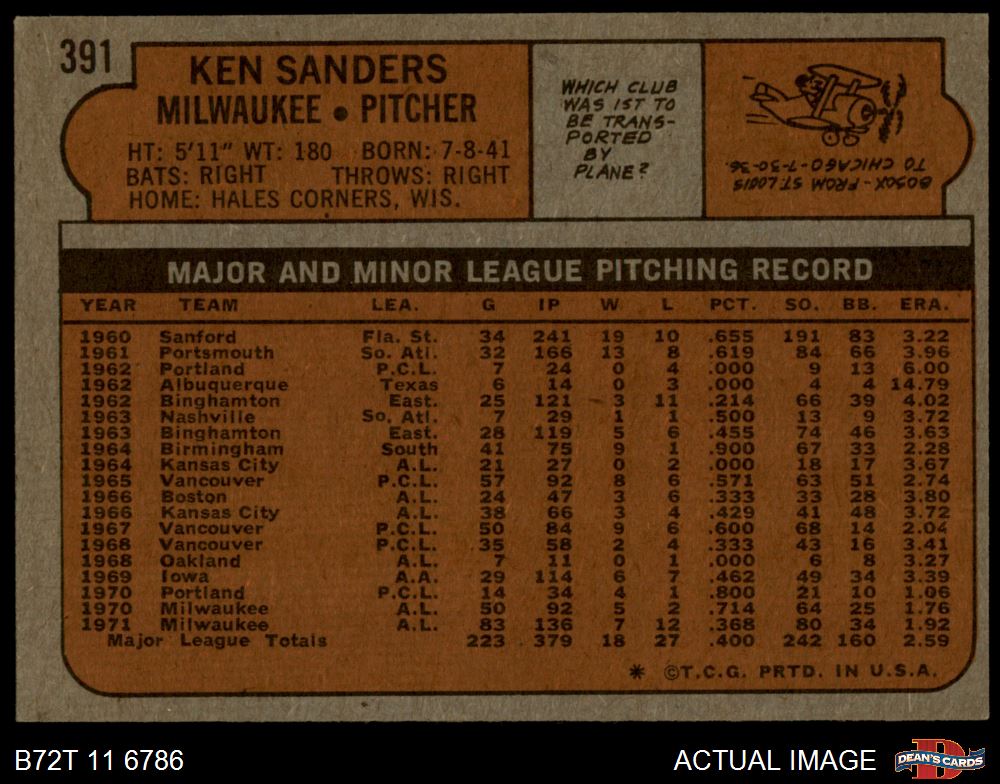 391
KEN SANDERS
MILWAUKEE • PITCHER
HT: 5'11" WT: 180 BORN: 7-8-41
BATS: RIGHT THROWS: RIGHT
HOME: HALES CORNERS, WIS.
WHICH CLUB
WAS 1ST TO
BE TRANS-
PORTED
BY
PLANE?
BOSOX - FROM ST. LOUIS
TO CHICAGO - 7-30-36.
MAJOR AND MINOR LEAGUE PITCHING RECORD
YEAR TEAM LEA. G IP W L PCT. SO. BB. ERA.
1960 Sanford Fla. St. 34 241 19 10 .655 191 83 3.22
1961 Portsmouth So. Atl. 32 166 13 8 .619 84 66 3.96
1962 Portland P.C.L. 7 24 0 4 .000 9 13 6.00
1962 Albuquerque Texas 6 14 0 3 .000 4 4 14.79
1962 Binghamton East. 25 121 3 11 .214 66 39 4.02
1963 Nashville So. Atl. 7 29 1 1 .500 13 9 3.72
1963 Binghamton East. 28 119 5 6 .455 74 46 3.63
1964 Birmingham South 41 75 9 1 .900 67 33 2.28
1964 Kansas City A.L. 21 27 0 2 .000 18 17 3.67
1965 Vancouver P.C.L. 57 92 8 6 .571 63 51 2.74
1966 Boston A.L. 24 47 3 6 .333 33 28 3.80
1966 Kansas City A.L. 38 66 3 4 .429 41 48 3.72
1967 Vancouver P.C.L. 50 84 9 6 .600 68 14 2.04
1968 Vancouver P.C.L. 35 58 2 4 .333 43 16 3.41
1968 Oakland A.L. 7 11 0 1 .000 6 8 3.27
1969 Iowa A.A. 29 114 6 7 .462 49 34 3.39
1970 Portland P.C.L. 14 34 4 1 .800 21 10 1.06
1970 Milwaukee A.L. 50 92 5 2 .714 64 25 1.76
1971 Milwaukee A.L. 83 136 7 12 .368 80 34 1.92
Major League Totals 223 379 18 27 .400 242 160 2.59
* ©T.C.G. PRTD. IN U.S.A.
B72T 11 6786
ACTUAL IMAGE
D
DEAN'S CARDS